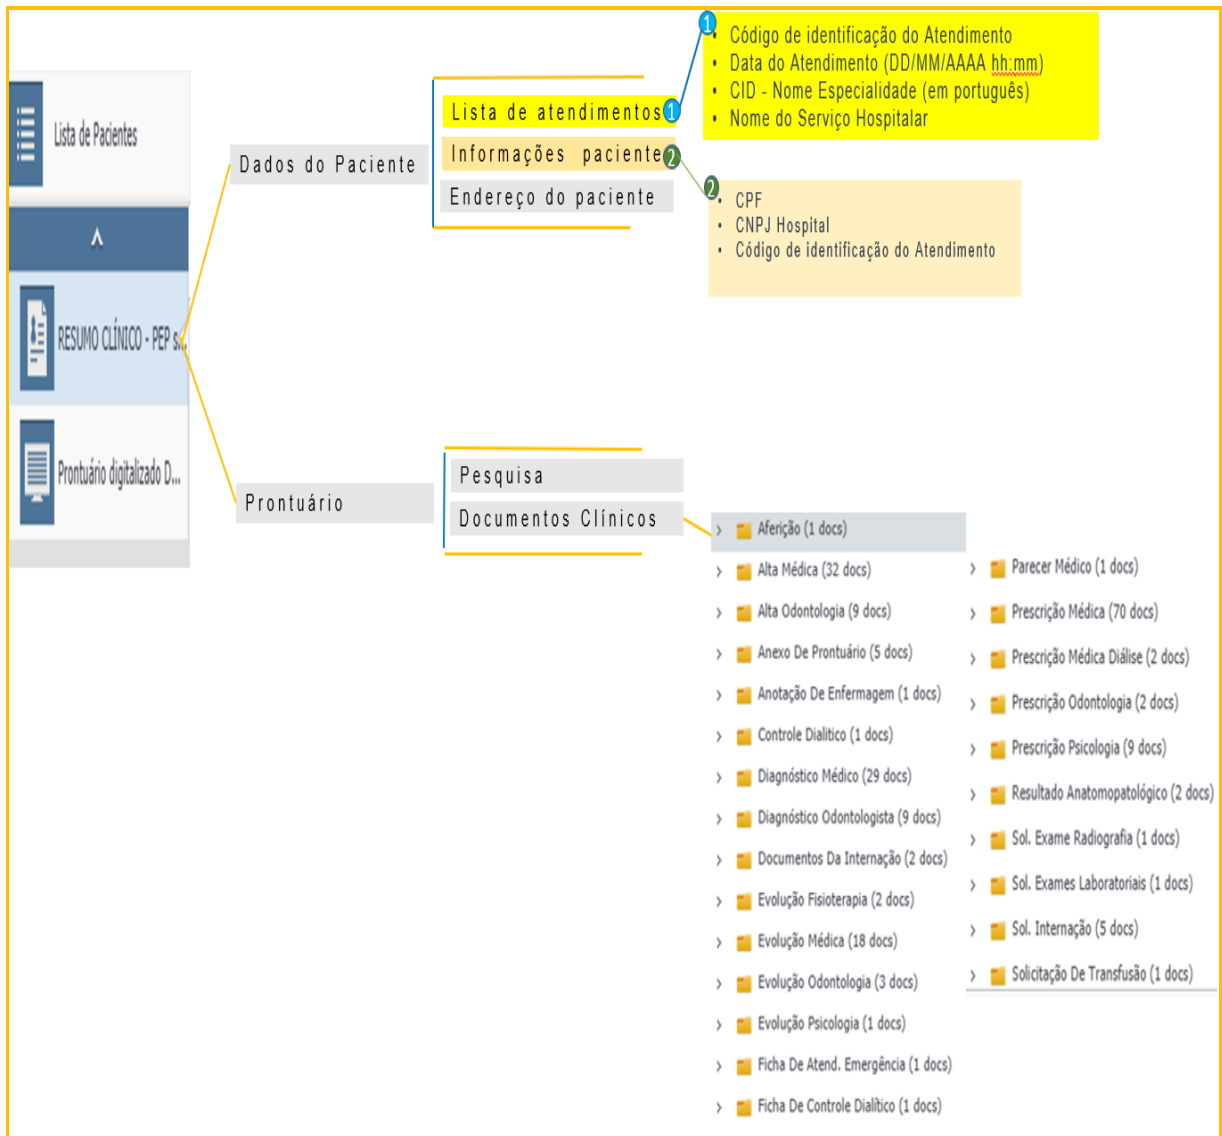 Lista de Pacientes
RESUMO CLÍNICO - PEP s...
Prontuário digitalizado D...
Dados do Paciente
Lista de atendimentos
1
Informações paciente
2
Endereço do paciente
1
• Código de identificação do Atendimento
• Data do Atendimento (DD/MM/AAAA hh:mm)
• CID - Nome Especialidade (em português)
• Nome do Serviço Hospitalar
2
• CPF
• CNPJ Hospital
• Código de identificação do Atendimento
Prontuário
Pesquisa
Documentos Clínicos
Aferição (1 docs)
Alta Médica (32 docs)
Alta Odontologia (9 docs)
Anexo De Prontuário (5 docs)
Anotação De Enfermagem (1 docs)
Controle Dialitico (1 docs)
Diagnóstico Médico (29 docs)
Diagnóstico Odontologista (9 docs)
Documentos Da Internação (2 docs)
Evolução Fisioterapia (2 docs)
Evolução Médica (18 docs)
Evolução Odontologia (3 docs)
Evolução Psicologia (1 docs)
Ficha De Atend. Emergência (1 docs)
Ficha De Controle Dialítico (1 docs)
Parecer Médico (1 docs)
Prescrição Médica (70 docs)
Prescrição Médica Diálise (2 docs)
Prescrição Odontologia (2 docs)
Prescrição Psicologia (9 docs)
Resultado Anatomopatológico (2 docs)
Sol. Exame Radiografia (1 docs)
Sol. Exames Laboratoriais (1 docs)
Sol. Internação (5 docs)
Solicitação De Transfusão (1 docs)